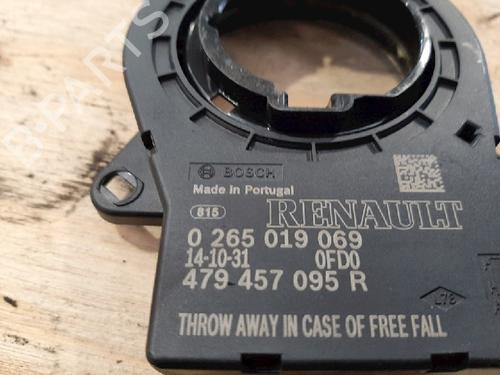 B-PARTS
BOSCH
Made in Portugal
815
RENAULT
0 265 019 069
14-10-31 0FD0
479 457 095 R
L78
THROW AWAY IN CASE OF FREE FALL